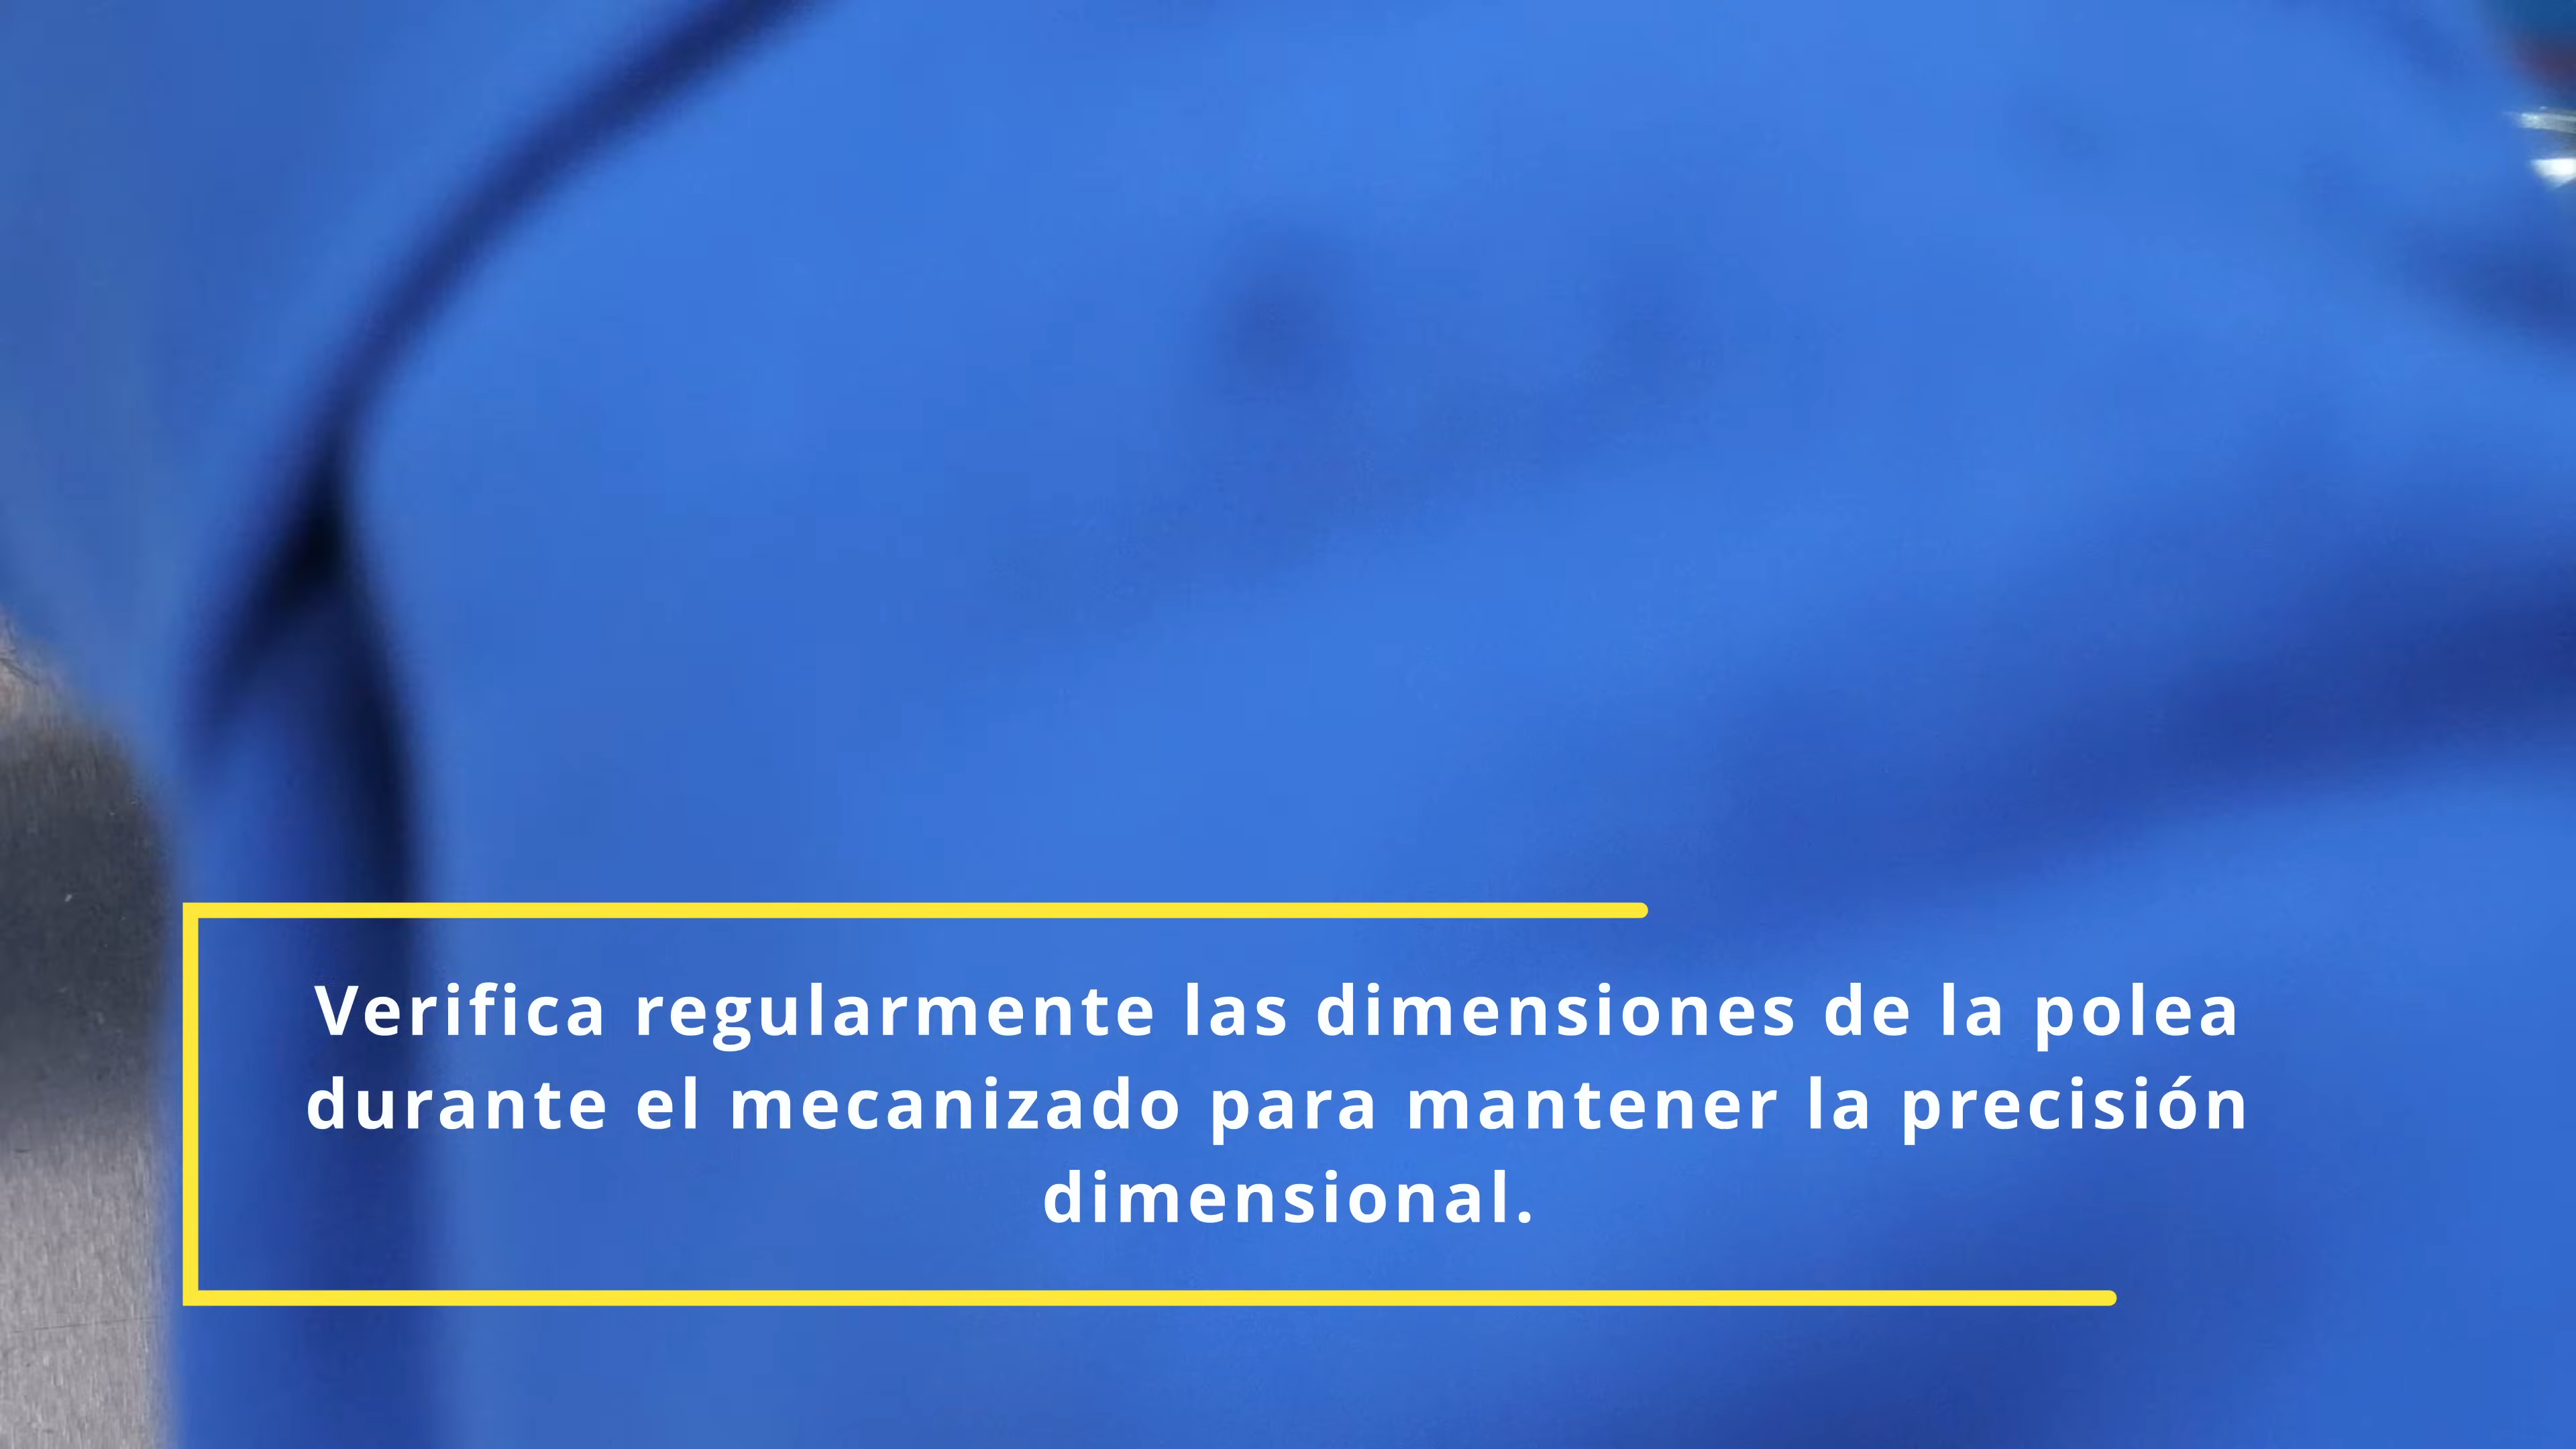 Verifica regularmente las dimensiones de la polea
durante el mecanizado para mantener la precisión
dimensional.